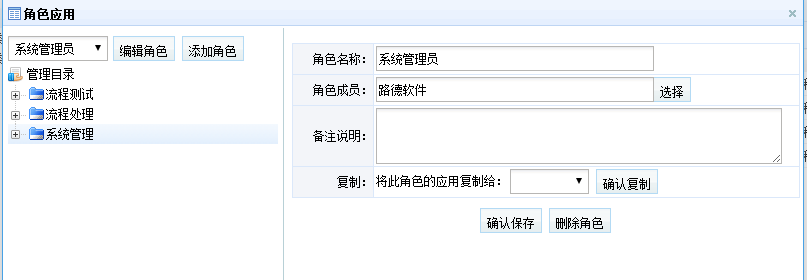 角色应用
系统管理员 编辑角色 添加角色
管理目录
流程测试
流程处理
系统管理
角色名称: 系统管理员
角色成员: 路德软件 选择
备注说明:
复制: 将此角色的应用复制给: 确认复制
确认保存 删除角色